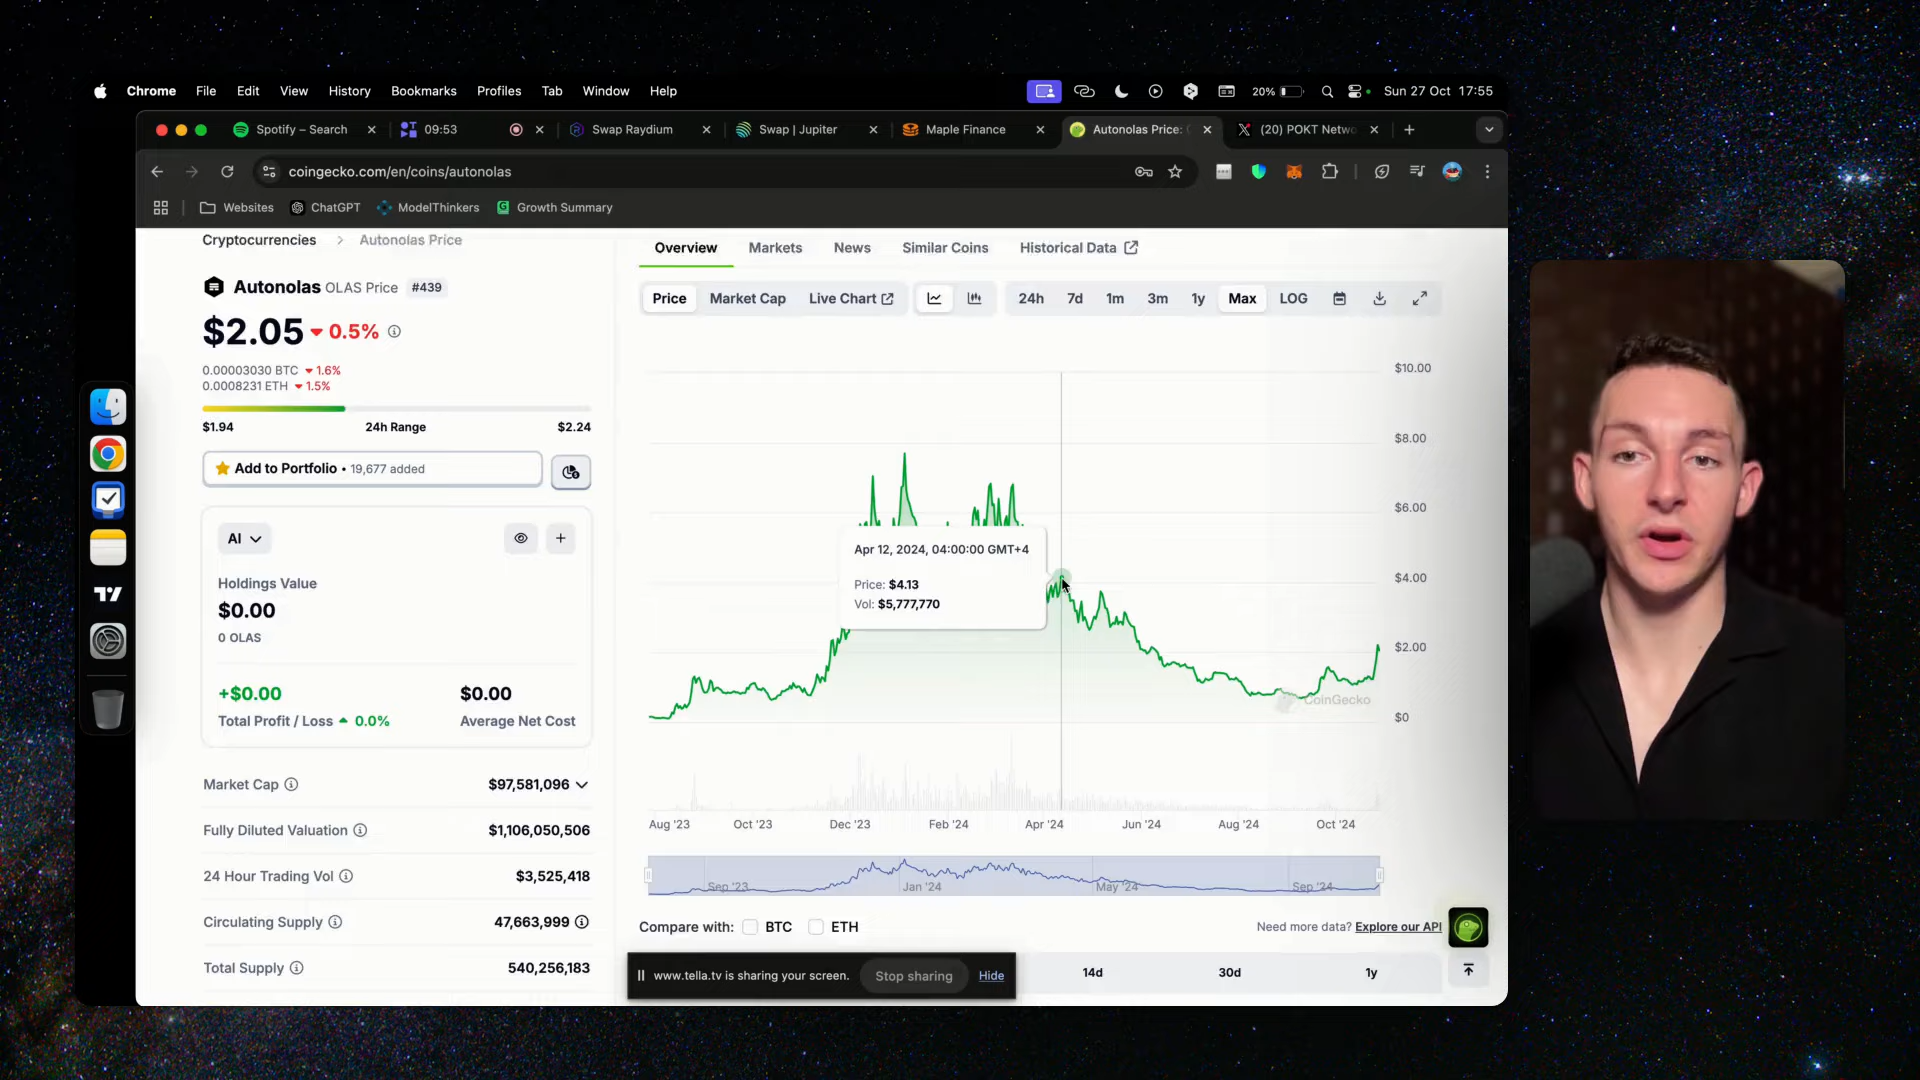 Chrome File Edit View History Bookmarks Profiles Tab Window Help 20% Sun 27 Oct 17:55
Spotify – Search 09:53 Swap Raydium Swap | Jupiter Maple Finance Autonolas Price: (20) POKT Netwo
coingecko.com/en/coins/autonolas
Websites ChatGPT ModelThinkers Growth Summary
Cryptocurrencies > Autonolas Price
Autonolas OLAS Price #439
$2.05 0.5%
0.00003030 BTC 1.6%
0.0008231 ETH 1.5%
$1.94 24h Range $2.24
Add to Portfolio • 19,677 added
AI
Holdings Value
$0.00
0 OLAS
+$0.00 $0.00
Total Profit / Loss 0.0% Average Net Cost
Market Cap $97,581,096
Fully Diluted Valuation $1,106,050,506
24 Hour Trading Vol $3,525,418
Circulating Supply 47,663,999
Total Supply 540,256,183
Overview Markets News Similar Coins Historical Data
Price Market Cap Live Chart 24h 7d 1m 3m 1y Max LOG
$10.00
$8.00
$6.00
$4.00
$2.00
$0
Apr 12, 2024, 04:00:00 GMT+4
Price: $4.13
Vol: $5,777,770
CoinGecko
Aug '23 Oct '23 Dec '23 Feb '24 Apr '24 Jun '24 Aug '24 Oct '24
Sep '23 Jan '24 May '24 Sep '24
Compare with: BTC ETH Need more data? Explore our API
www.tella.tv is sharing your screen. Stop sharing Hide
14d 30d 1y